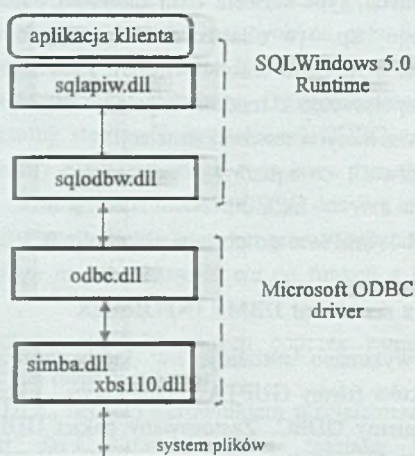 aplikacja klienta
sqlapiw.dll
SQLWindows 5.0
Runtime
sqlodbw.dll
odbc.dll
Microsoft ODBC
driver
simba.dll
xbs110.dll
system plików